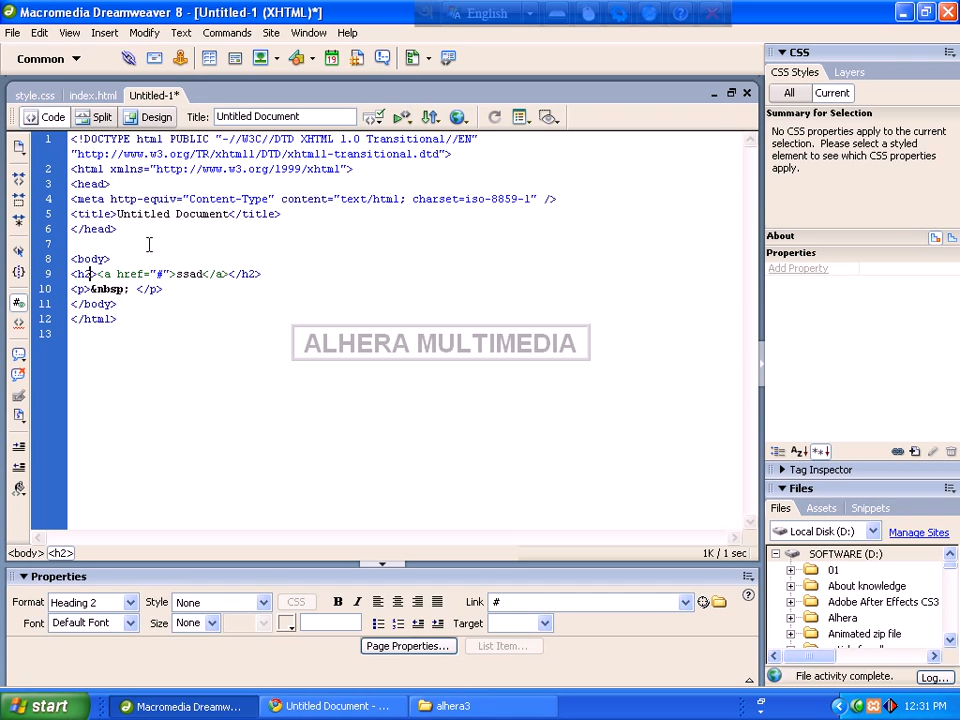 Macromedia Dreamweaver 8 - [Untitled-1 (XHTML)*]
English
File Edit View Insert Modify Text Commands Site Window Help
Common
style.css index.html Untitled-1*
Code Split Design Title: Untitled Document
1 <!DOCTYPE html PUBLIC "-//W3C//DTD XHTML 1.0 Transitional//EN"
"http://www.w3.org/TR/xhtml1/DTD/xhtml1-transitional.dtd">
2 <html xmlns="http://www.w3.org/1999/xhtml">
3 <head>
4 <meta http-equiv="Content-Type" content="text/html; charset=iso-8859-1" />
5 <title>Untitled Document</title>
6 </head>
7
8 <body>
9 <h2><a href="#">ssad</a></h2>
10 <p>&nbsp; </p>
11 </body>
12 </html>
13
ALHERA MULTIMEDIA
<body> <h2> 1K / 1 sec
CSS
CSS Styles Layers
All Current
Summary for Selection
No CSS properties apply to the current
selection. Please select a styled
element to see which CSS properties
apply.
About
Properties
Add Property
Tag Inspector
Files
Files Assets Snippets
Local Disk (D:) Manage Sites
SOFTWARE (D:)
01
About knowledge
Adobe After Effects CS3
Alhera
Animated zip file
File activity complete. Log...
Properties
Format Heading 2 Style None CSS B I Link #
Font Default Font Size None Target
Page Properties... List Item...
start Macromedia Dreamw... Untitled Document - ... alhera3 12:31 PM